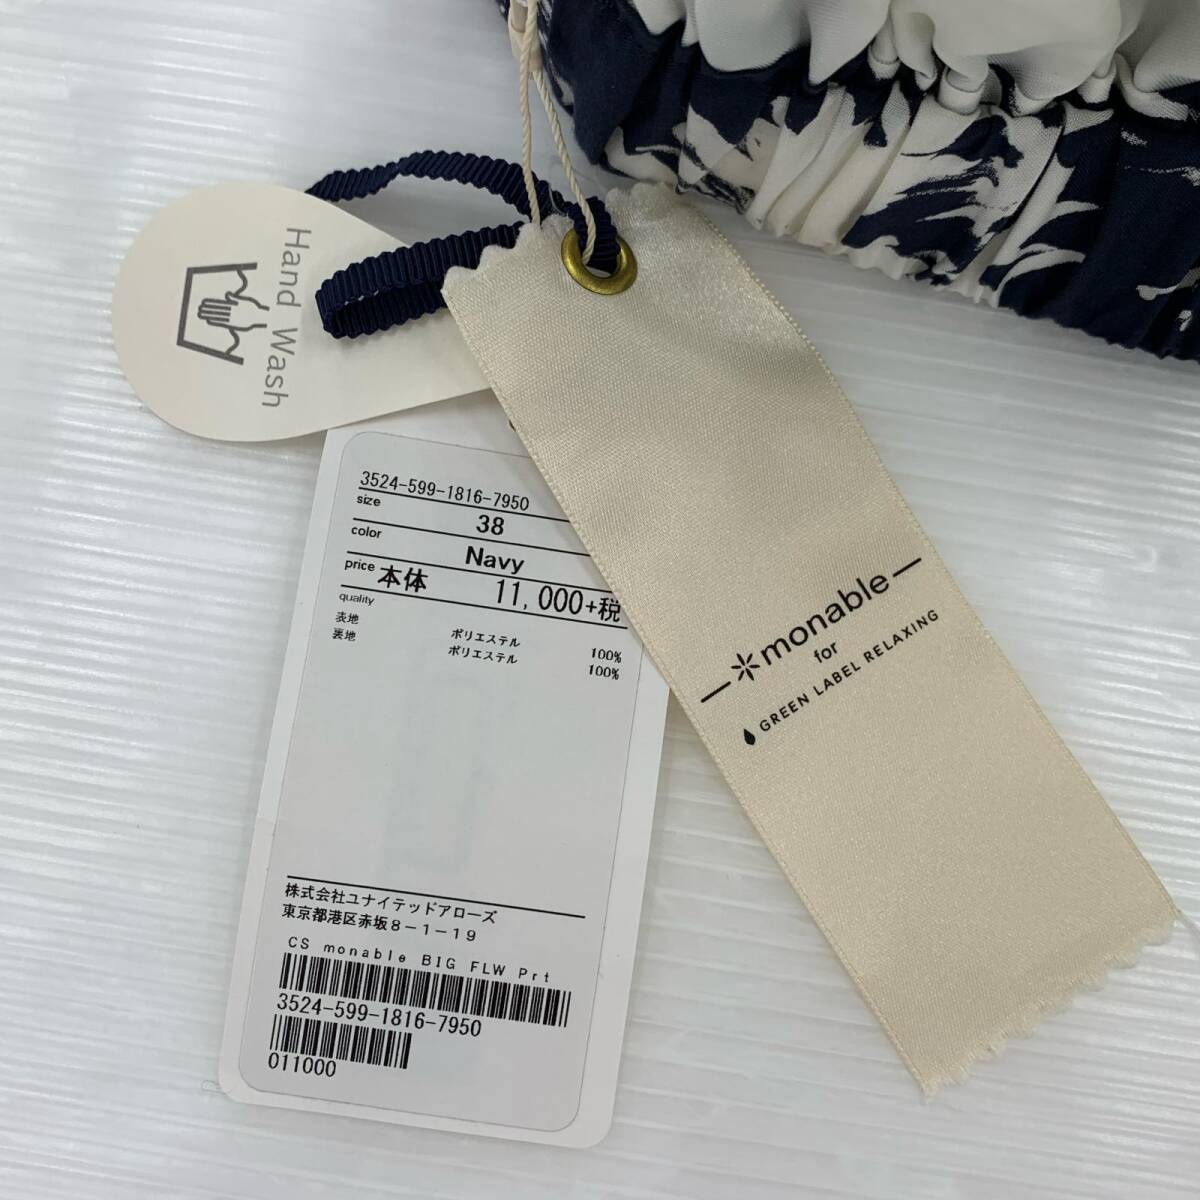 Hand Wash
3524-599-1816-7950
size 38
color Navy
price 本体 11,000+税
quality
表地 ポリエステル 100%
裏地 ポリエステル 100%
株式会社ユナイテッドアローズ
東京都港区赤坂8-1-19
CS monable BIG FLW Prt
3524-599-1816-7950
011000
monable
for
GREEN LABEL RELAXING